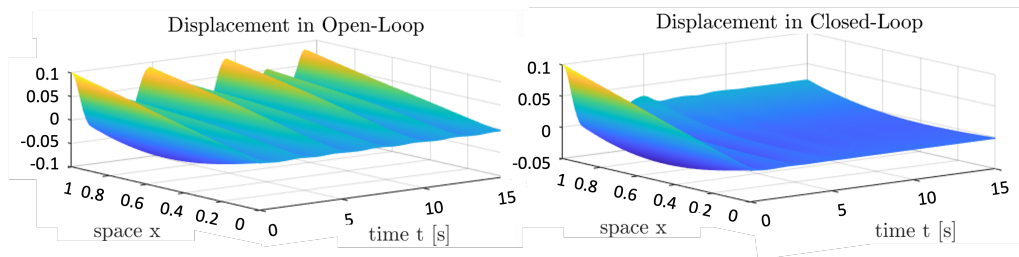 Displacement in Open-Loop
0.1
0.05
0
-0.05
-0.1
1 0.8 0.6 0.4 0.2 0
0 5 10 15
space x
time t [s]
Displacement in Closed-Loop
0.1
0.05
0
-0.05
1 0.8 0.6 0.4 0.2 0
0 5 10 15
space x
time t [s]